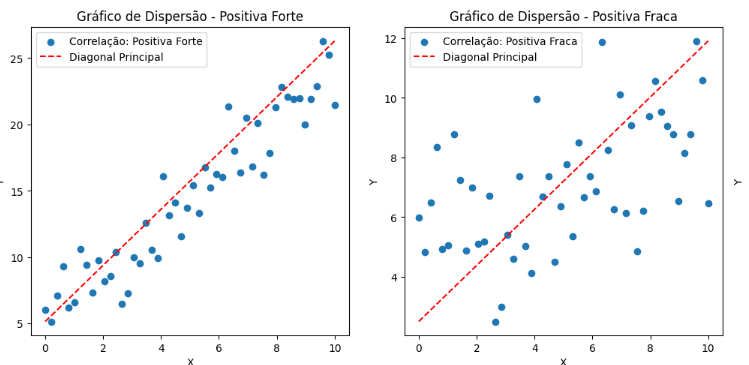 Gráfico de Dispersão - Positiva Forte
Correlação: Positiva Forte
Diagonal Principal
25
20
15
10
5
0
2
4
6
8
10
X
Gráfico de Dispersão - Positiva Fraca
Correlação: Positiva Fraca
Diagonal Principal
12
10
8
6
4
Y
0
2
4
6
8
10
X
Y